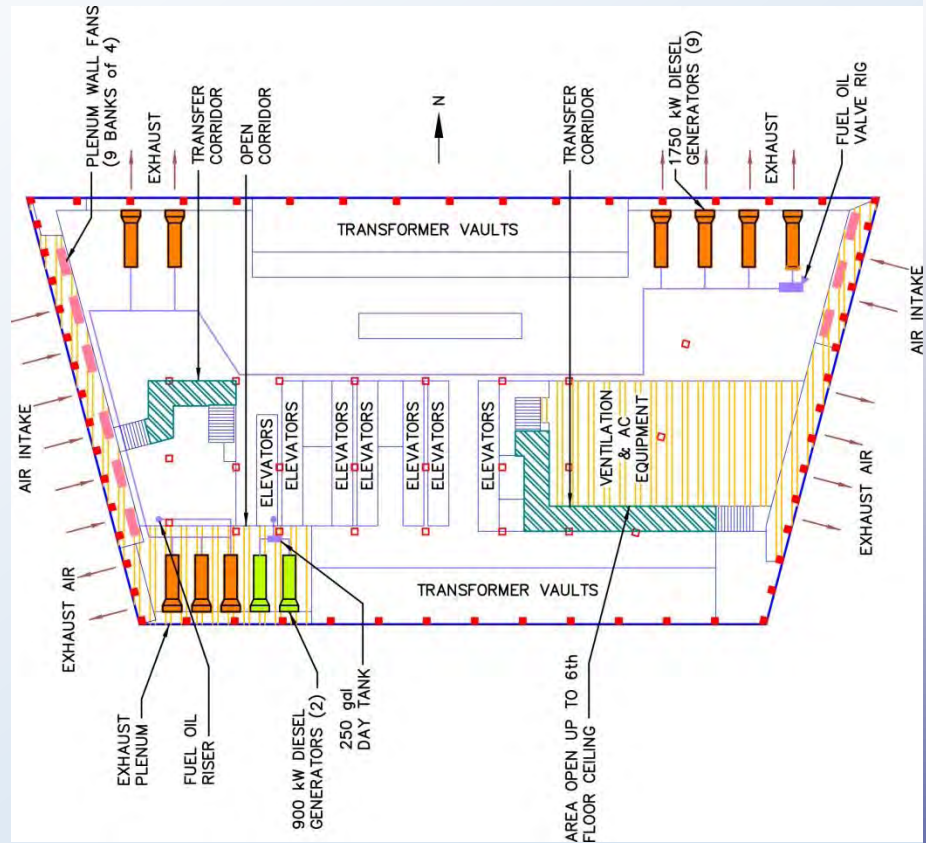 PLENUM WALL FANS
(9 BANKS of 4)
EXHAUST
TRANSFER
CORRIDOR
OPEN
CORRIDOR
N
TRANSFER
CORRIDOR
1750 kW DIESEL
GENERATORS (9)
EXHAUST
FUEL OIL
VALVE RIG
TRANSFORMER VAULTS
AIR INTAKE
AIR INTAKE
ELEVATORS
ELEVATORS
ELEVATORS
ELEVATORS
ELEVATORS
ELEVATORS
ELEVATORS
VENTILATION
& AC
EQUIPMENT
EXHAUST AIR
EXHAUST AIR
TRANSFORMER VAULTS
EXHAUST
PLENUM
FUEL OIL
RISER
900 kW DIESEL
GENERATORS (2)
250 gal
DAY TANK
AREA OPEN UP TO 6th
FLOOR CEILING